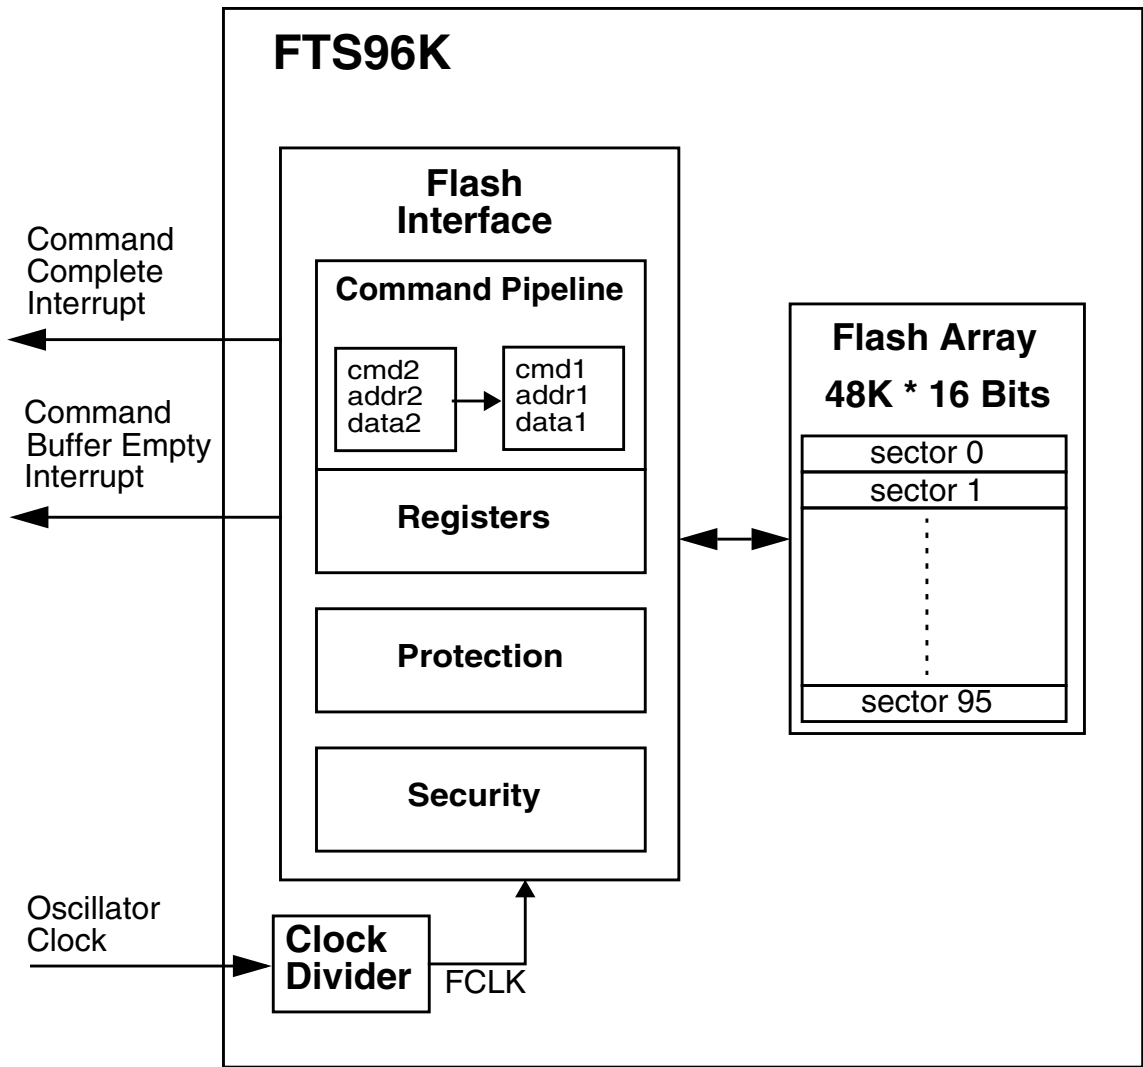 FTS96K
Flash
Interface
Command
Complete
Interrupt
Command Pipeline
cmd2
addr2
data2
cmd1
addr1
data1
Flash Array
48K * 16 Bits
sector 0
sector 1
sector 95
Command
Buffer Empty
Interrupt
Registers
Protection
Security
Oscillator
Clock
Clock
Divider
FCLK